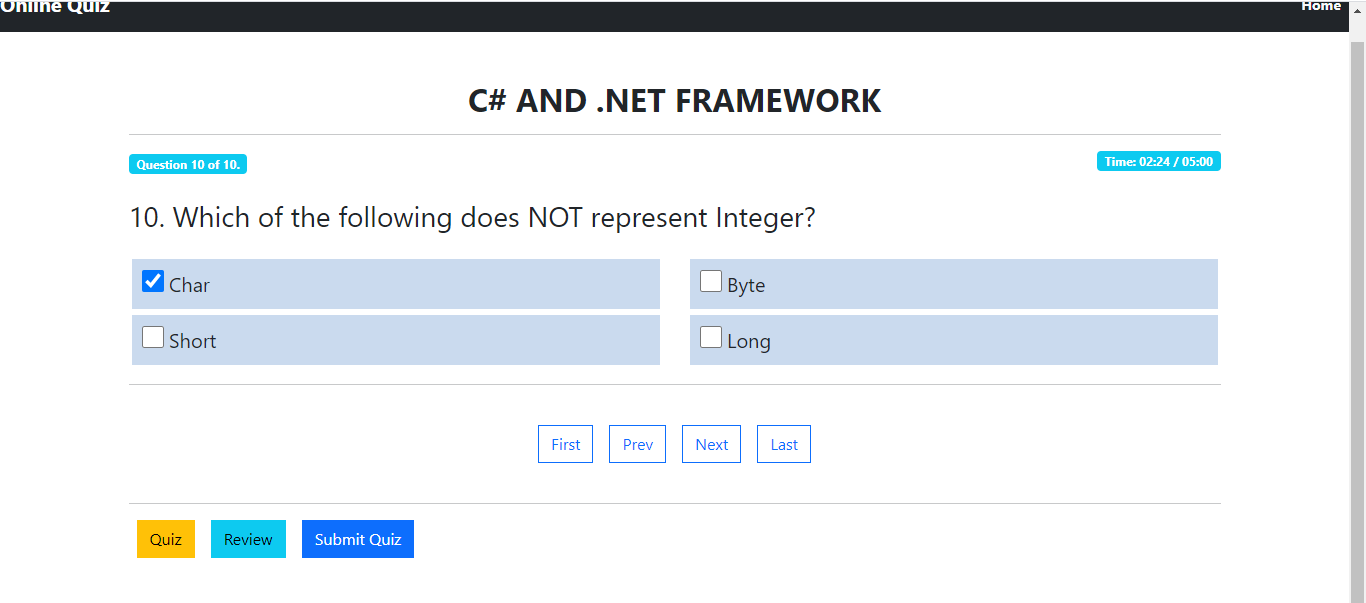 Online Quiz Home
C# AND .NET FRAMEWORK
Question 10 of 10. Time: 02:24 / 05:00
10. Which of the following does NOT represent Integer?
Char Byte
Short Long
First Prev Next Last
Quiz Review Submit Quiz